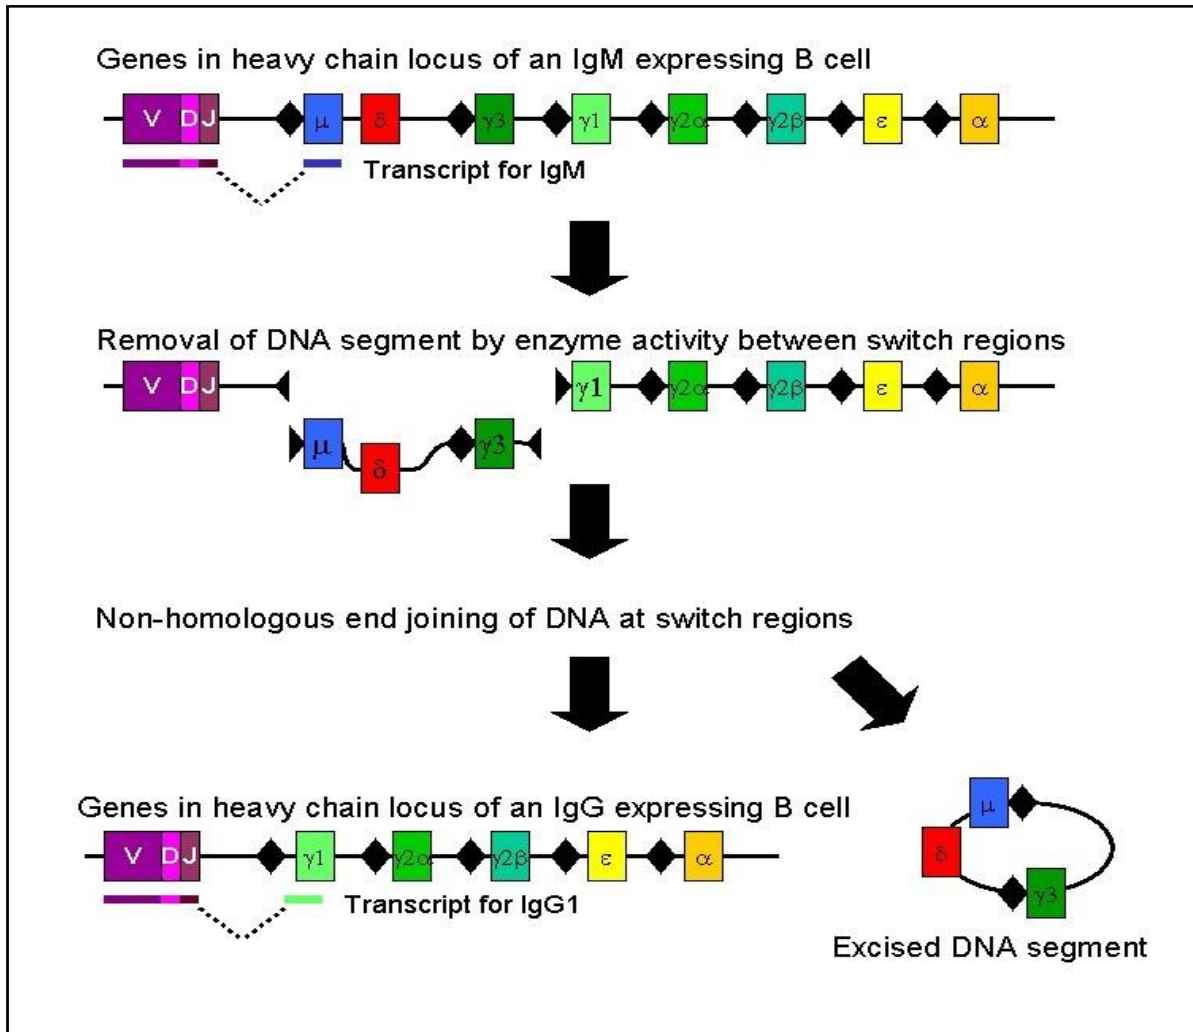 Genes in heavy chain locus of an IgM expressing B cell
V D J μ δ γ3 γ1 γ2α γ2β ε α
Transcript for IgM
Removal of DNA segment by enzyme activity between switch regions
V D J γ1 γ2α γ2β ε α
μ δ γ3
Non-homologous end joining of DNA at switch regions
Genes in heavy chain locus of an IgG expressing B cell
V D J γ1 γ2α γ2β ε α
Transcript for IgG1
μ
δ
γ3
Excised DNA segment